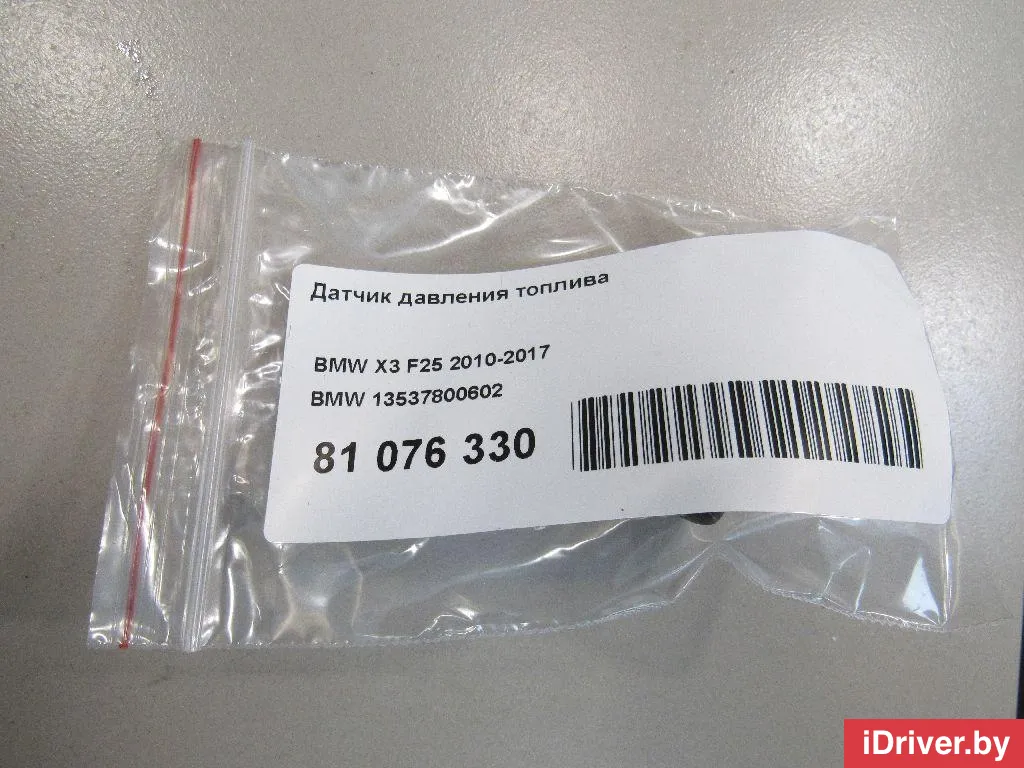 Датчик давления топлива
BMW X3 F25 2010-2017
BMW 13537800602
81 076 330
iDriver.by